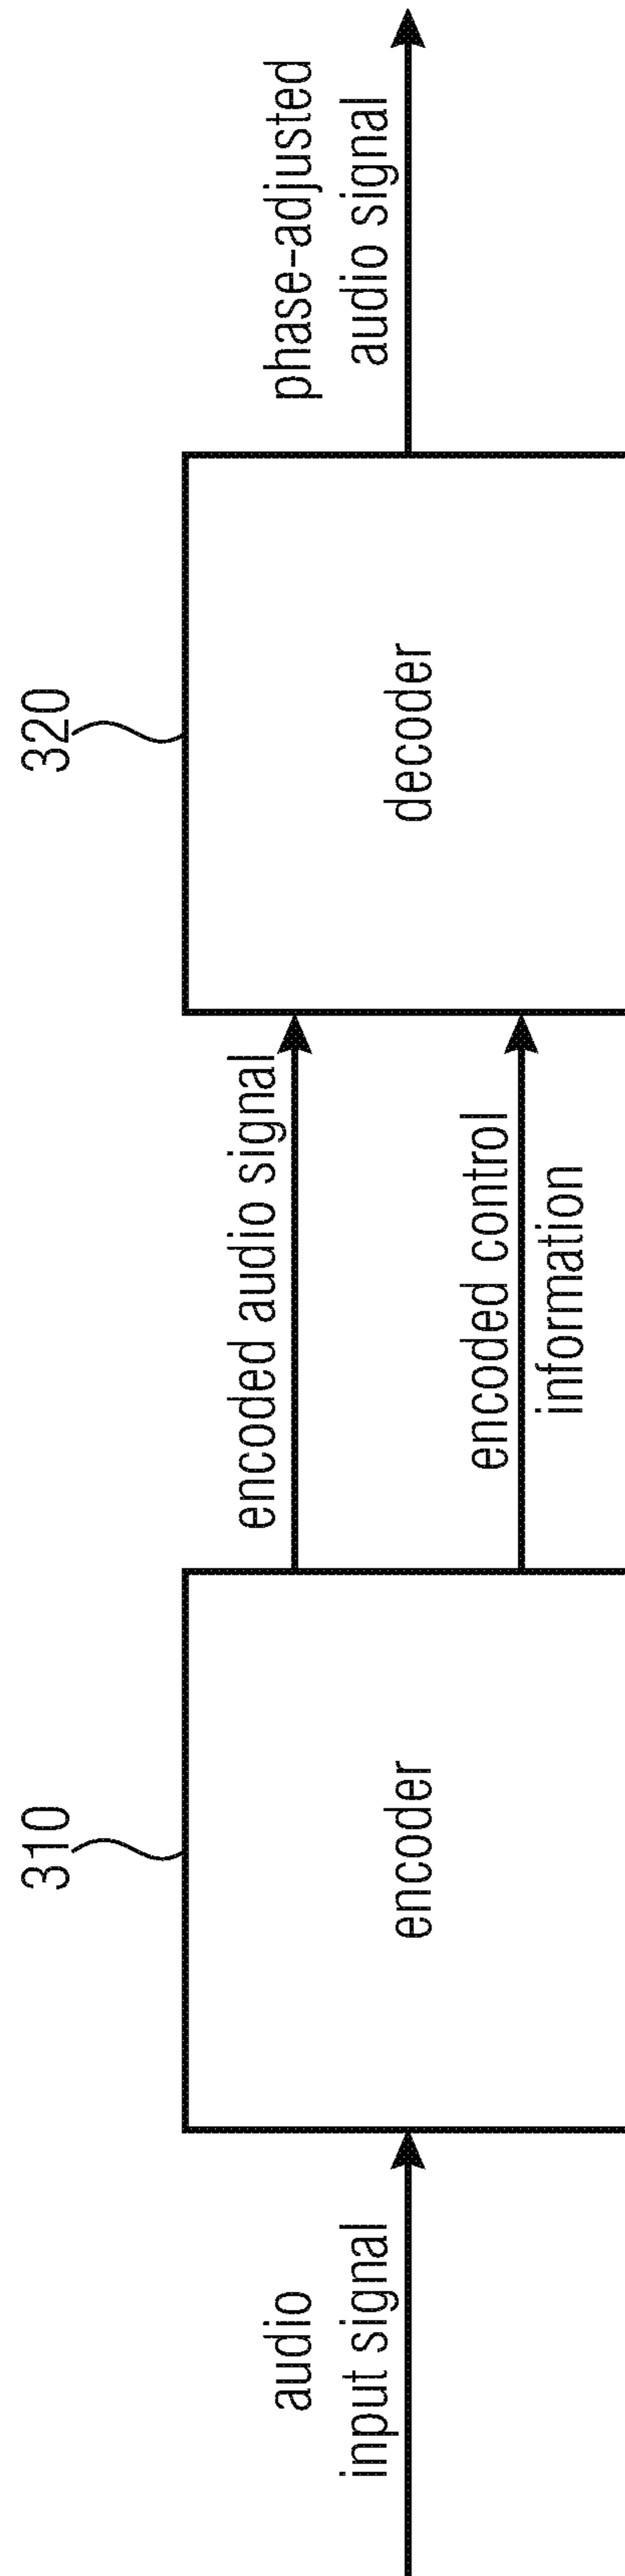 310
320
audio
input signal
encoder
encoded audio signal
encoded control
information
decoder
phase-adjusted
audio signal